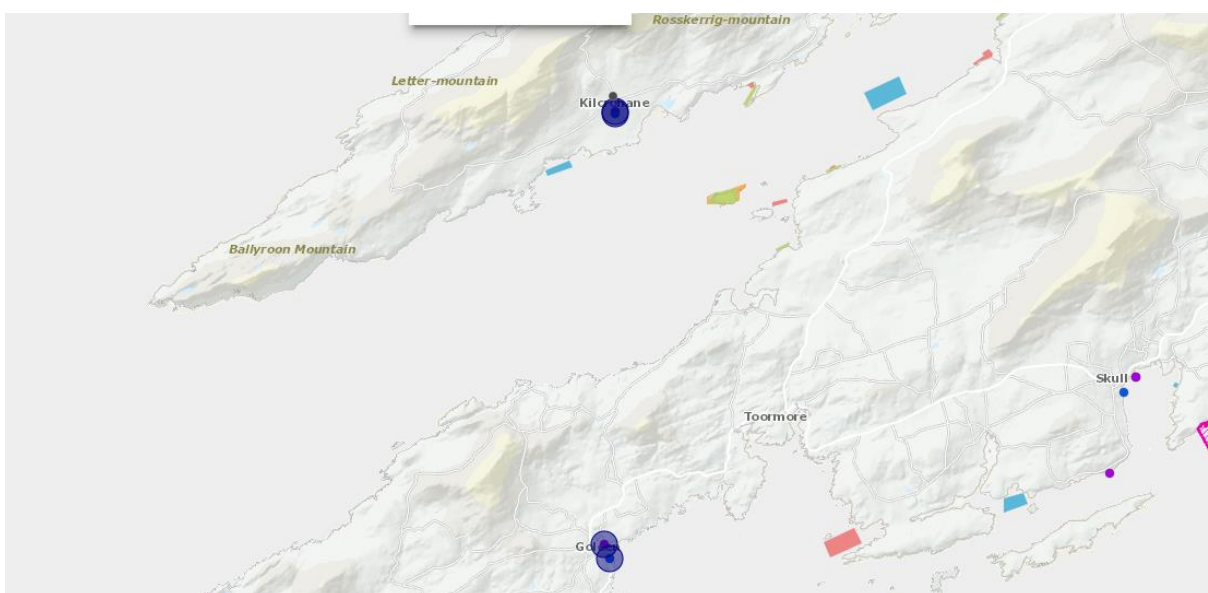 Rosskerrig-mountain
Letter-mountain
Ballyroon Mountain
Skull
Toormore